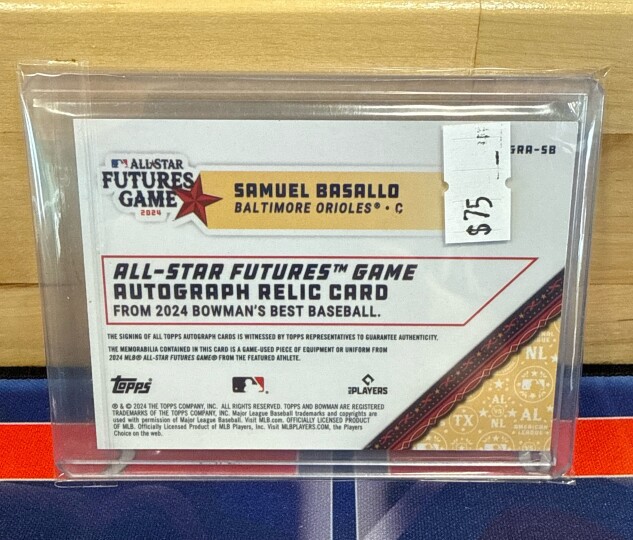 GRA-SB
ALL-STAR
FUTURES
GAME
2024
SAMUEL BASALLO
BALTIMORE ORIOLES® • C
$75
ALL-STAR FUTURES™ GAME
AUTOGRAPH RELIC CARD
FROM 2024 BOWMAN'S BEST BASEBALL.
THE SIGNING OF ALL TOPPS AUTOGRAPH CARDS IS WITNESSED BY TOPPS REPRESENTATIVES TO GUARANTEE AUTHENTICITY.
THE MEMORABILIA CONTAINED IN THIS CARD IS A GAME-USED PIECE OF EQUIPMENT OR UNIFORM FROM
2024 MLB® ALL-STAR FUTURES GAME® FROM THE FEATURED ATHLETE.
topps
MLB PLAYERS
® & © 2024 THE TOPPS COMPANY, INC. ALL RIGHTS RESERVED. TOPPS AND BOWMAN ARE REGISTERED
TRADEMARKS OF THE TOPPS COMPANY, INC. Major League Baseball trademarks and copyrights are
used with permission of Major League Baseball. Visit MLB.com. OFFICIALLY LICENSED PRODUCT
OF MLB. Officially Licensed Product of MLB Players, Inc. Visit MLBPLAYERS.COM, the Players
Choice on the web.
NL
AL
TX
NL
AL
AMERICAN
LEAGUE